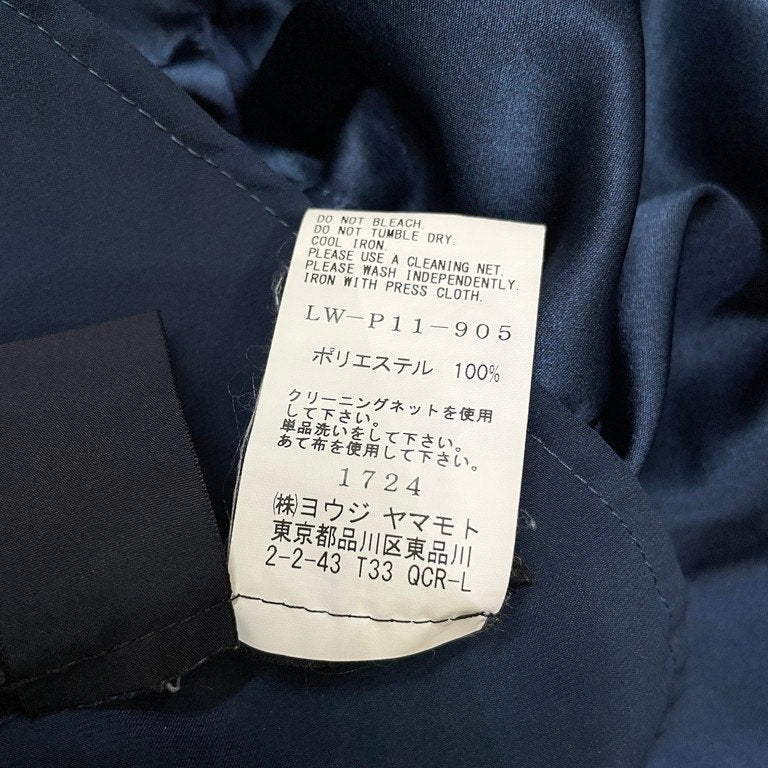 DO NOT BLEACH.
DO NOT TUMBLE DRY.
COOL IRON.
PLEASE USE A CLEANING NET.
PLEASE WASH INDEPENDENTLY.
IRON WITH PRESS CLOTH.
LW-P11-905
ポリエステル 100%
クリーニングネットを使用
して下さい。
単品洗いをして下さい。
あて布を使用して下さい。
1724
㈱ヨウジ ヤマモト
東京都品川区東品川
2-2-43 T33 QCR-L